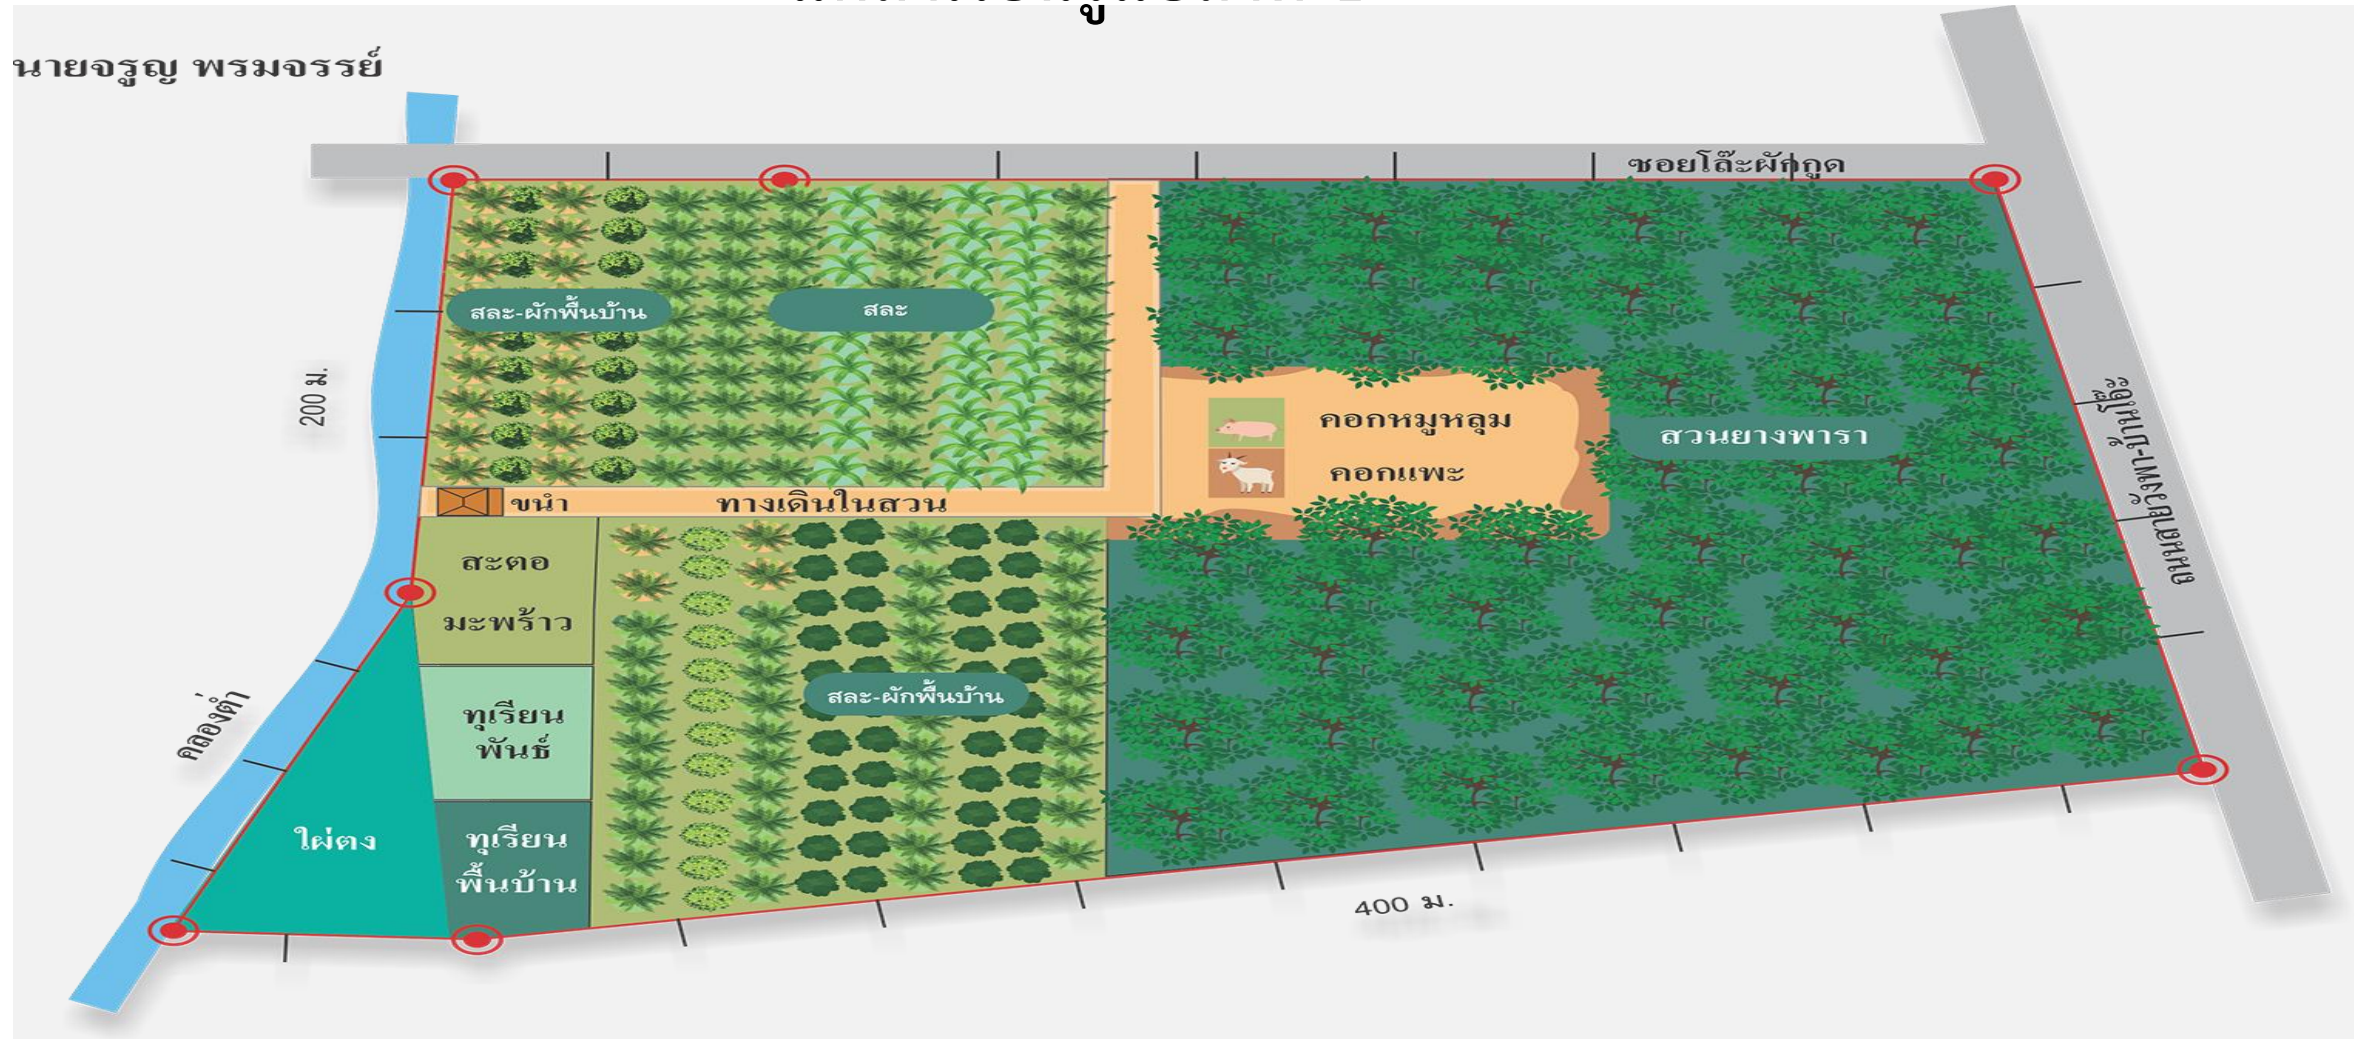 นายจรูญ พรมจรรย์
ซอยโล๊ะผักกูด
สละ-ผักพื้นบ้าน
สละ
200 ม.
คอกหมูหลุม
คอกแพะ
สวนยางพารา
ขนำ
ทางเดินในสวน
สะตอ
มะพร้าว
สละ-ผักพื้นบ้าน
ทุเรียน
พันธ์
ทุเรียน
พื้นบ้าน
ใผ่ตง
คลองต่ำ
400 ม.